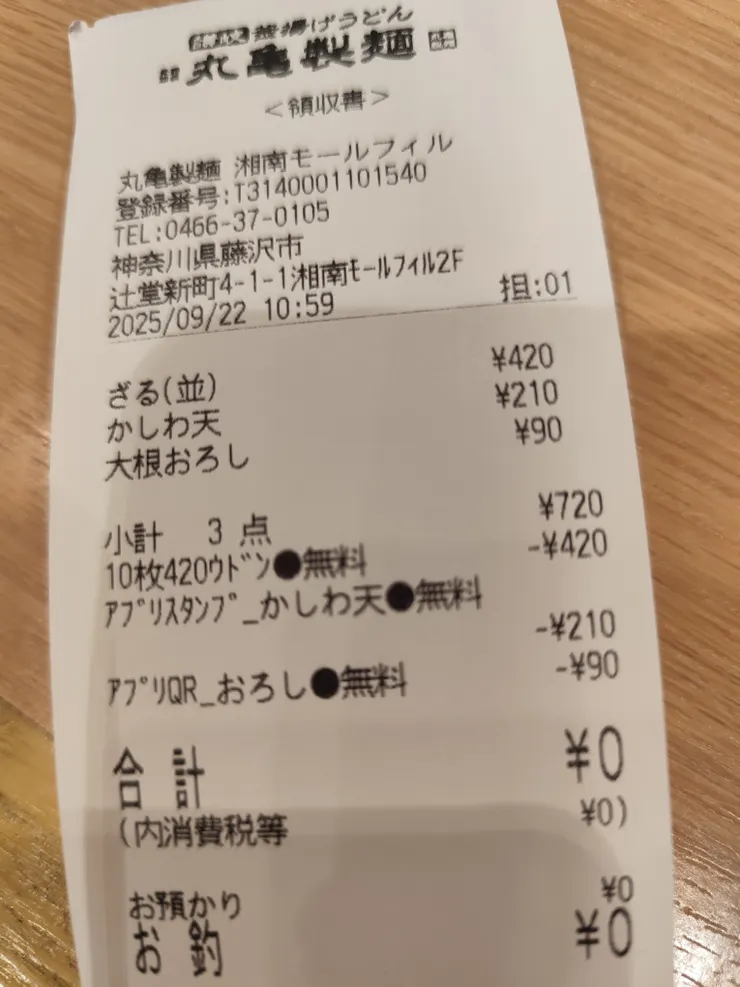 釜揚げうどん
丸亀製麺
<領収書>
丸亀製麺 湘南モールフィル
登録番号:T3140001101540
TEL:0466-37-0105
神奈川県藤沢市
辻堂新町4-1-1湘南ﾓｰﾙﾌｨﾙ2F
2025/09/22 10:59 担:01
ざる(並) ¥420
かしわ天 ¥210
大根おろし ¥90
小計 3 点 ¥720
10枚420ｳﾄﾞﾝ●無料 -¥420
ｱﾌﾟﾘｽﾀﾝﾌﾟ_かしわ天●無料
-¥210
ｱﾌﾟﾘQR_おろし●無料 -¥90
合 計 ¥0
(内消費税等 ¥0)
お預かり ¥0
お 釣 ¥0